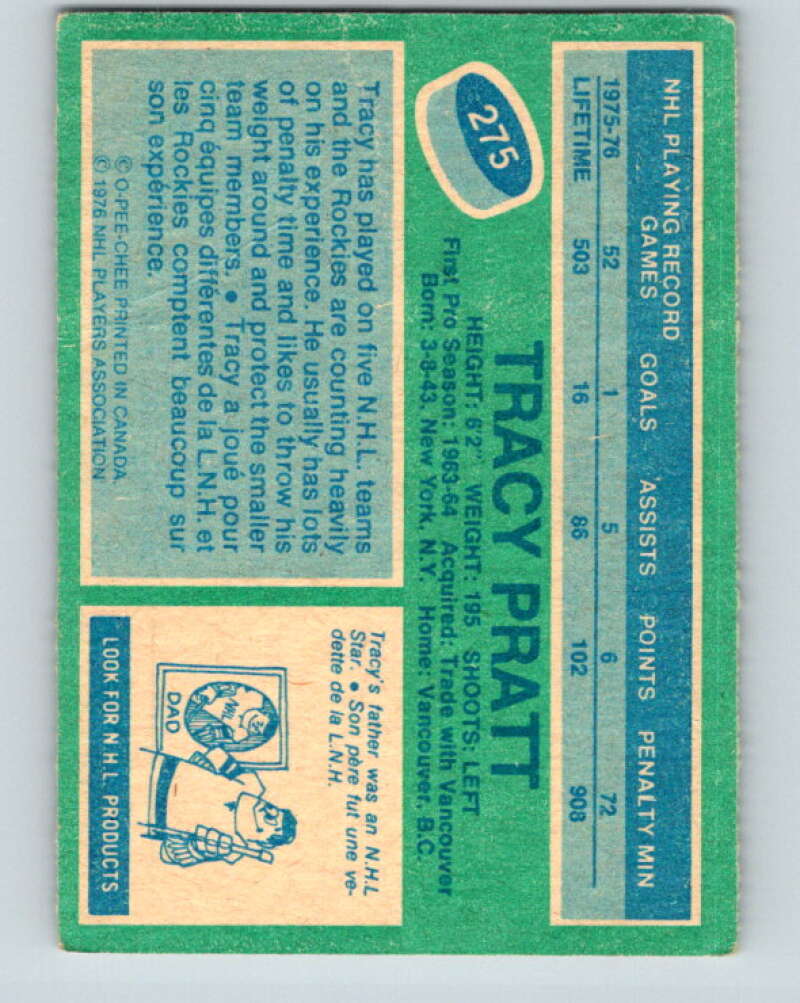 NHL PLAYING RECORD
GAMES GOALS ASSISTS POINTS PENALTY MIN
1975-76 52 1 5 6 72
LIFETIME 503 16 86 102 908
275
TRACY PRATT
HEIGHT: 6'2" WEIGHT: 195 SHOOTS: LEFT
First Pro Season: 1963-64 Acquired: Trade with Vancouver
Born: 3-8-43, New York, N.Y. Home: Vancouver, B.C.
Tracy has played on five N.H.L. teams
and the Rockies are counting heavily
on his experience. He usually has lots
of penalty time and likes to throw his
weight around and protect the smaller
team members. • Tracy a joué pour
cinq équipes différentes de la L.N.H. et
les Rockies comptent beaucoup sur
son expérience.
© O-PEE-CHEE PRINTED IN CANADA
© 1976 NHL PLAYERS ASSOCIATION
Tracy's father was an N.H.L
Star. • Son père fut une ve-
dette de la L.N.H.
NHL
DAD
LOOK FOR N.H.L. PRODUCTS